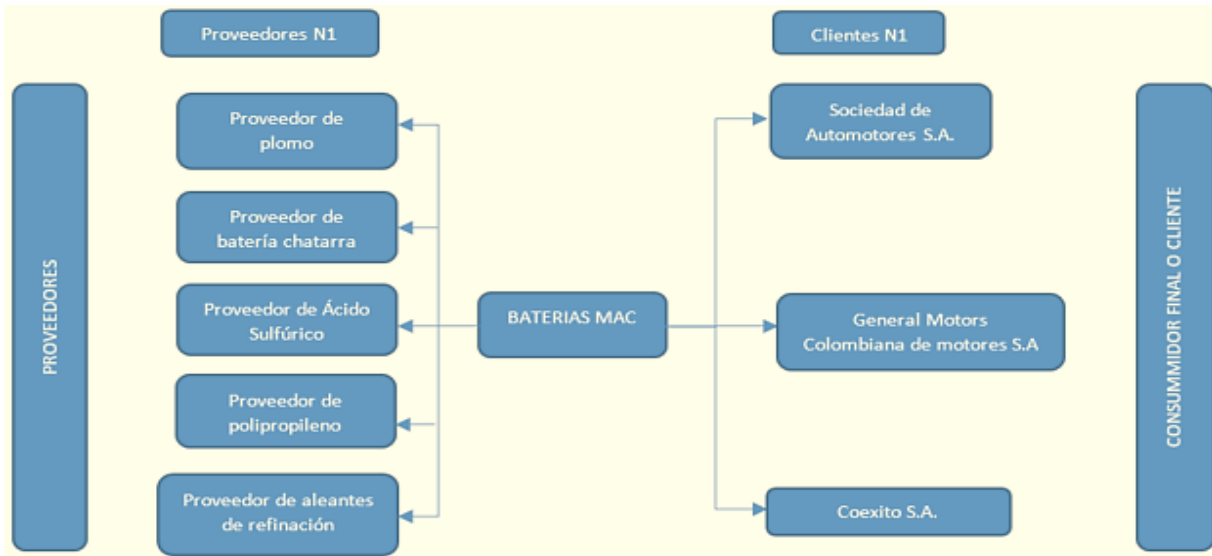 Proveedores N1
Clientes N1
PROVEEDORES
Proveedor de
plomo
Proveedor de
batería chatarra
Proveedor de Ácido
Sulfúrico
Proveedor de
polipropileno
Proveedor de aleantes
de refinación
BATERIAS MAC
Sociedad de
Automotores S.A.
General Motors
Colombiana de motores S.A
Coexito S.A.
CONSUMMIDOR FINAL O CLIENTE